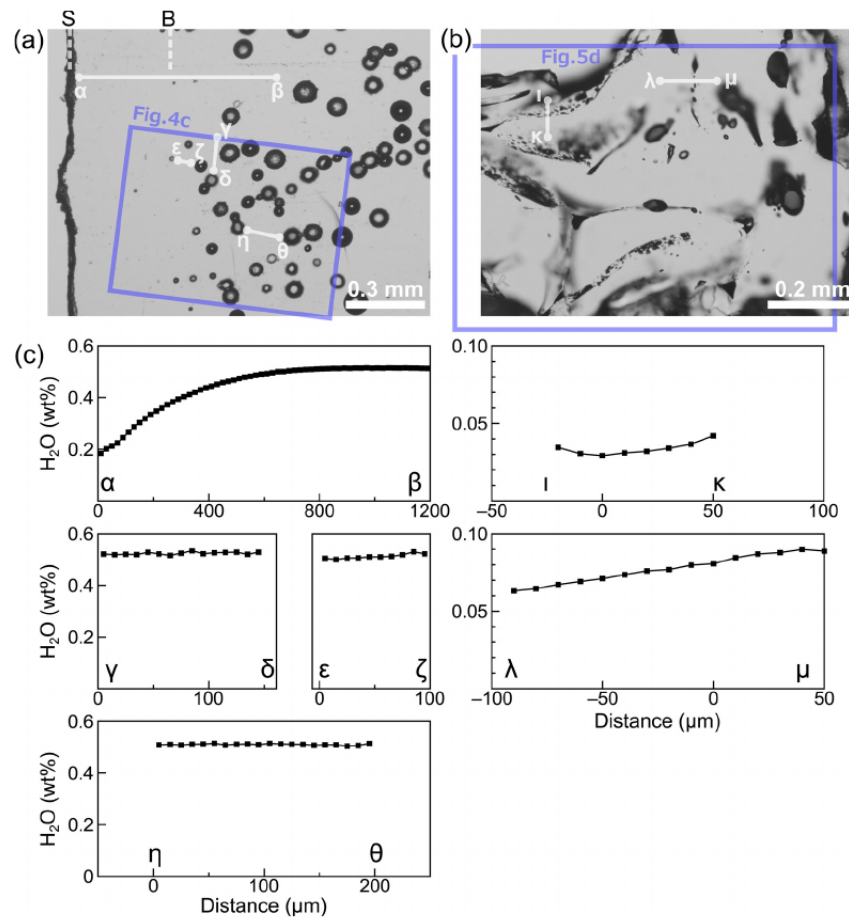 S B
(a)
α β
Fig.4c
γ
ε ζ
δ
η θ
0.3 mm
(b)
Fig.5d
λ μ
ι
κ
0.2 mm
(c)
0.6
0.4
0.2
H₂O (wt%)
α β
0 400 800 1200
0.10
0.05
ι κ
−50 0 50 100
0.6
0.4
0.2
0
H₂O (wt%)
γ δ
0 100
ε ζ
0 100
0.10
0.05
λ μ
−100 −50 0 50
Distance (μm)
0.6
0.4
0.2
0
H₂O (wt%)
η θ
0 100 200
Distance (μm)